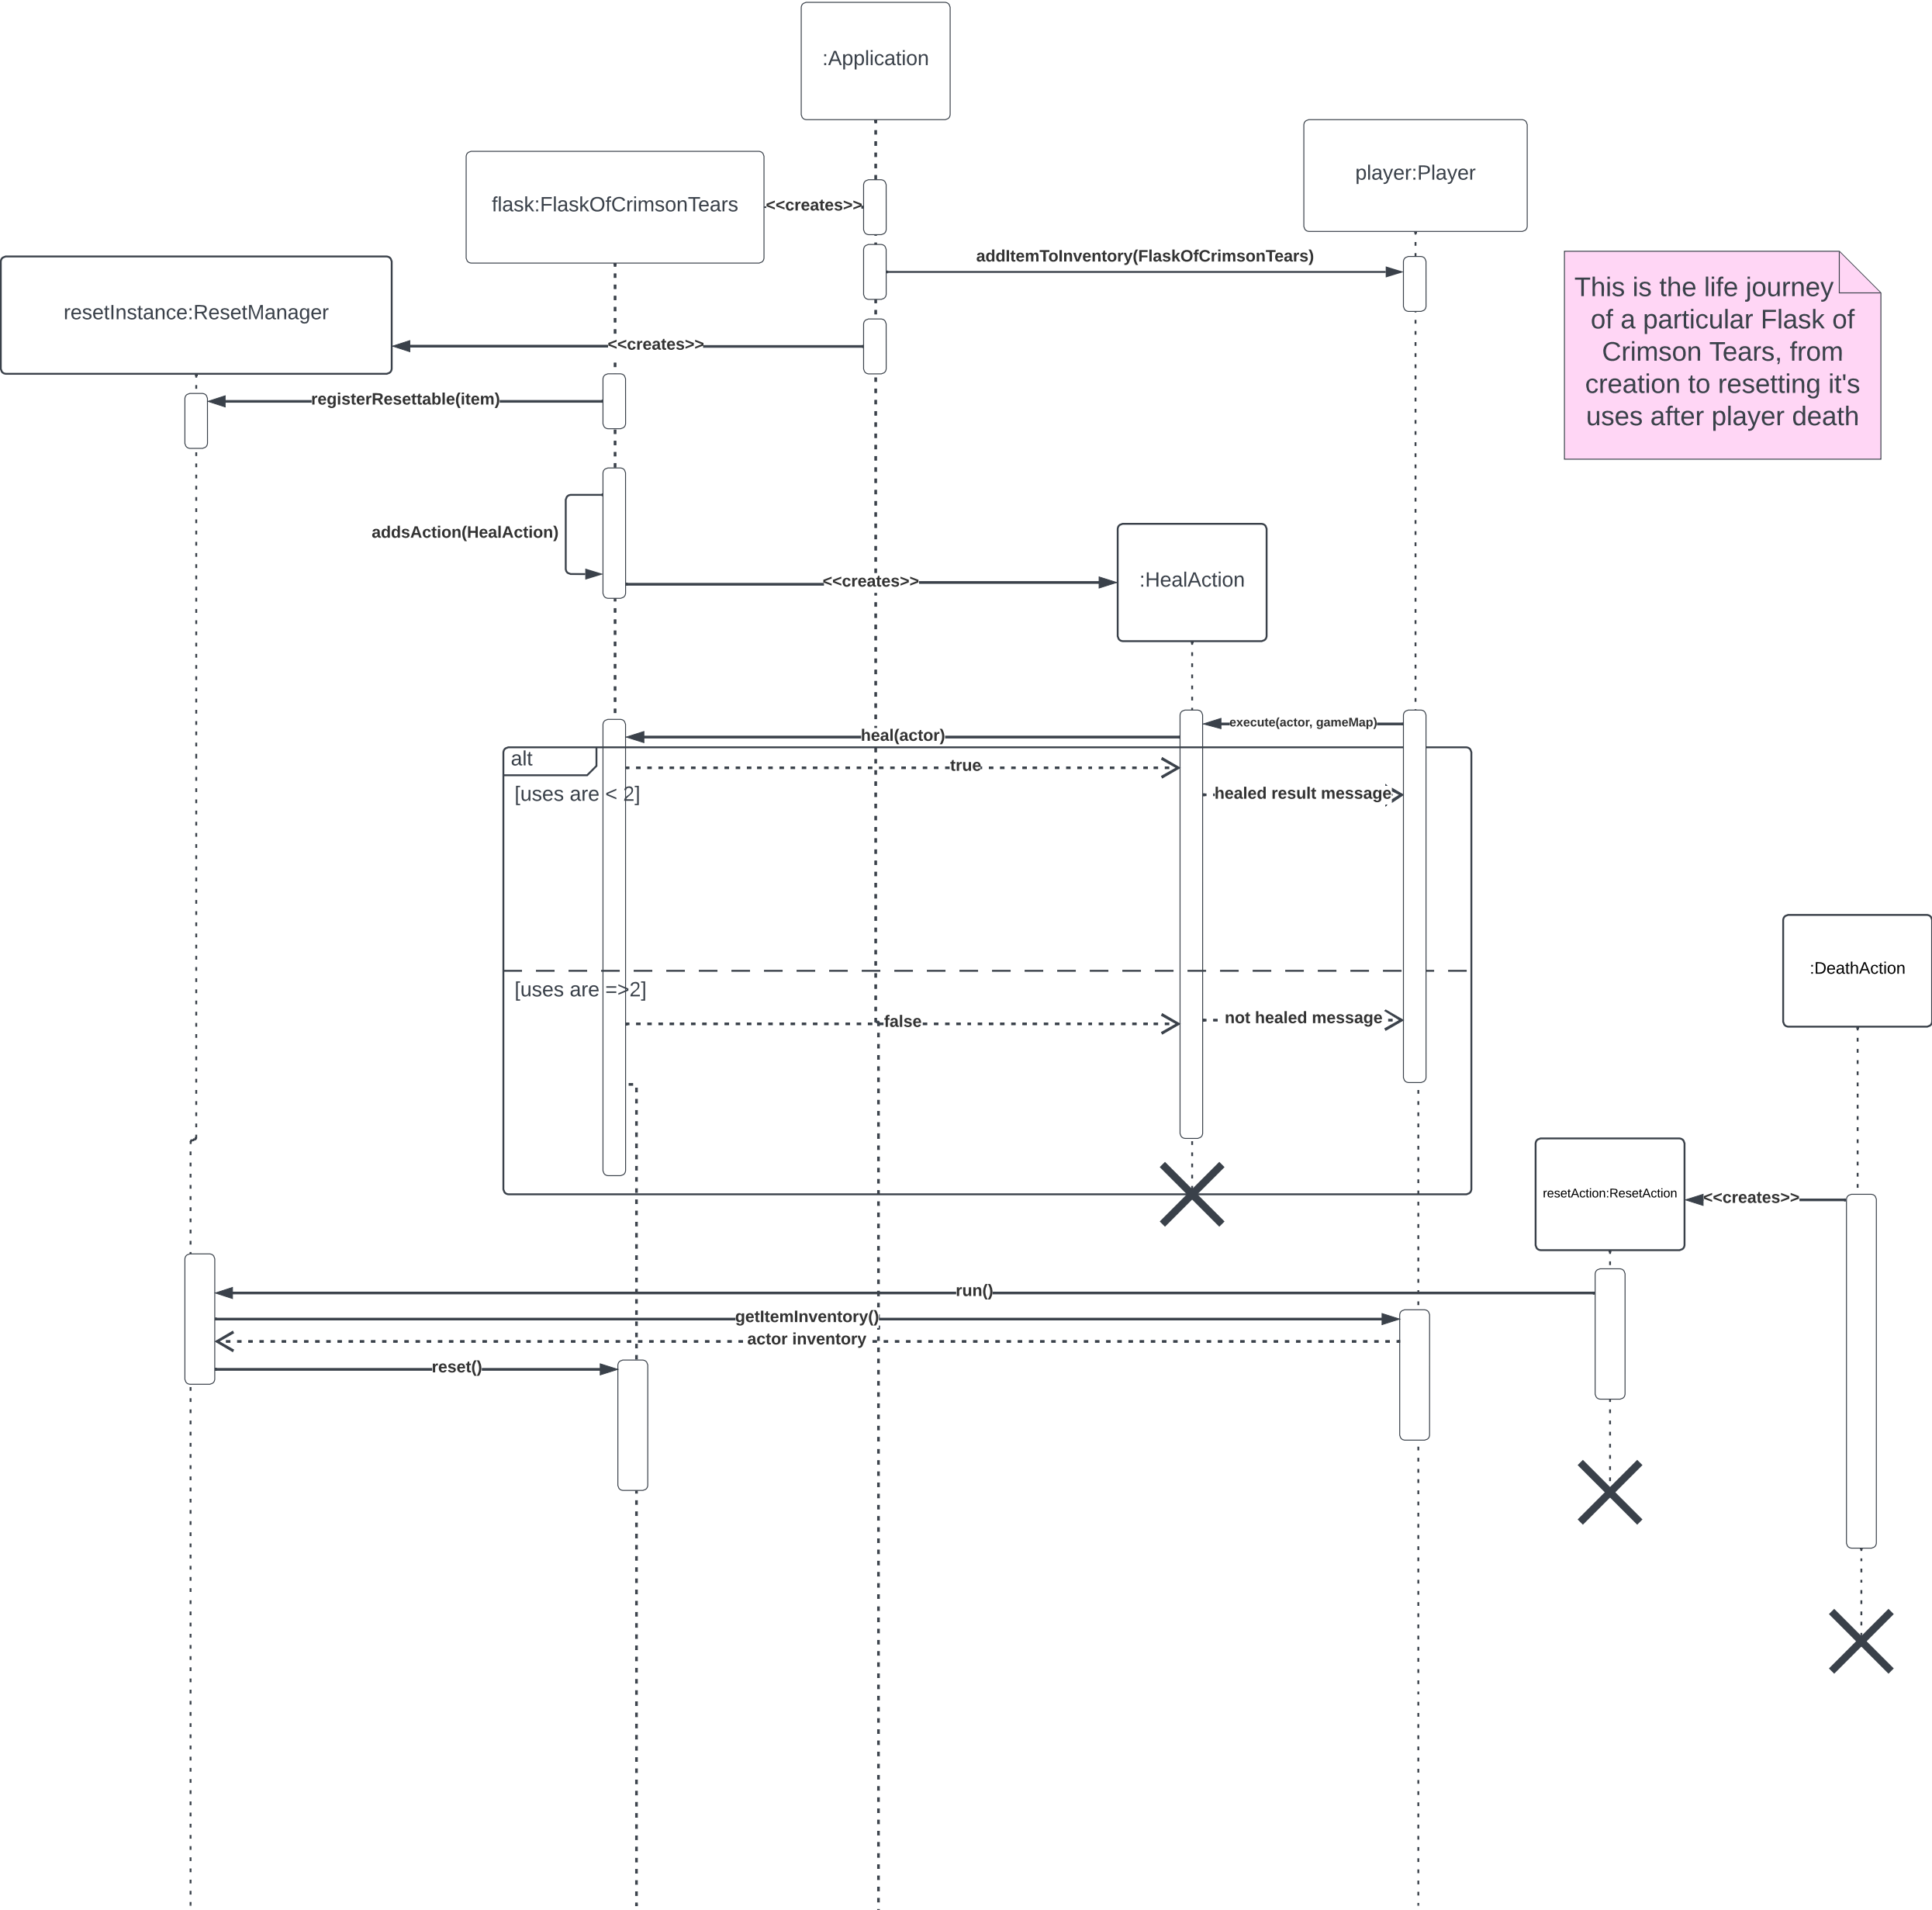 :Application
player:Player
flask:FlaskOfCrimsonTears
<<creates>>
addItemToInventory(FlaskOfCrimsonTears)
This is the life journey
of a particular Flask of
Crimson Tears, from
creation to resetting it's
uses after player death
resetInstance:ResetManager
<<creates>>
registerResettable(item)
addsAction(HealAction)
<<creates>>
:HealAction
execute(actor, gameMap)
heal(actor)
alt
true
[uses are < 2]
healed result message
:DeathAction
[uses are =>2]
false
not healed message
resetAction:ResetAction
<<creates>>
run()
getItemInventory()
actor inventory
reset()